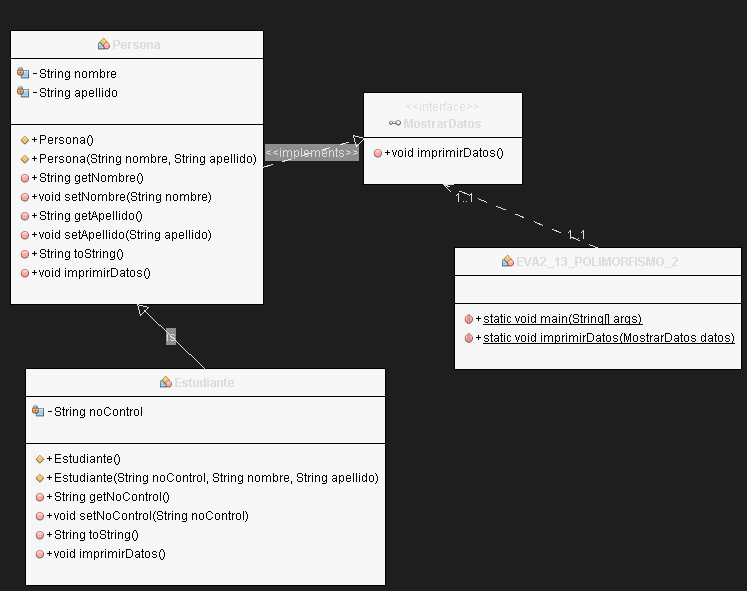 Persona
- String nombre
- String apellido
+ Persona()
+ Persona(String nombre, String apellido)
+ String getNombre()
+ void setNombre(String nombre)
+ String getApellido()
+ void setApellido(String apellido)
+ String toString()
+ void imprimirDatos()
<<implements>>
<<interface>>
MostrarDatos
+ void imprimirDatos()
1..1
1..1
EVA2_13_POLIMORFISMO_2
+ static void main(String[] args)
+ static void imprimirDatos(MostrarDatos datos)
is
Estudiante
- String noControl
+ Estudiante()
+ Estudiante(String noControl, String nombre, String apellido)
+ String getNoControl()
+ void setNoControl(String noControl)
+ String toString()
+ void imprimirDatos()